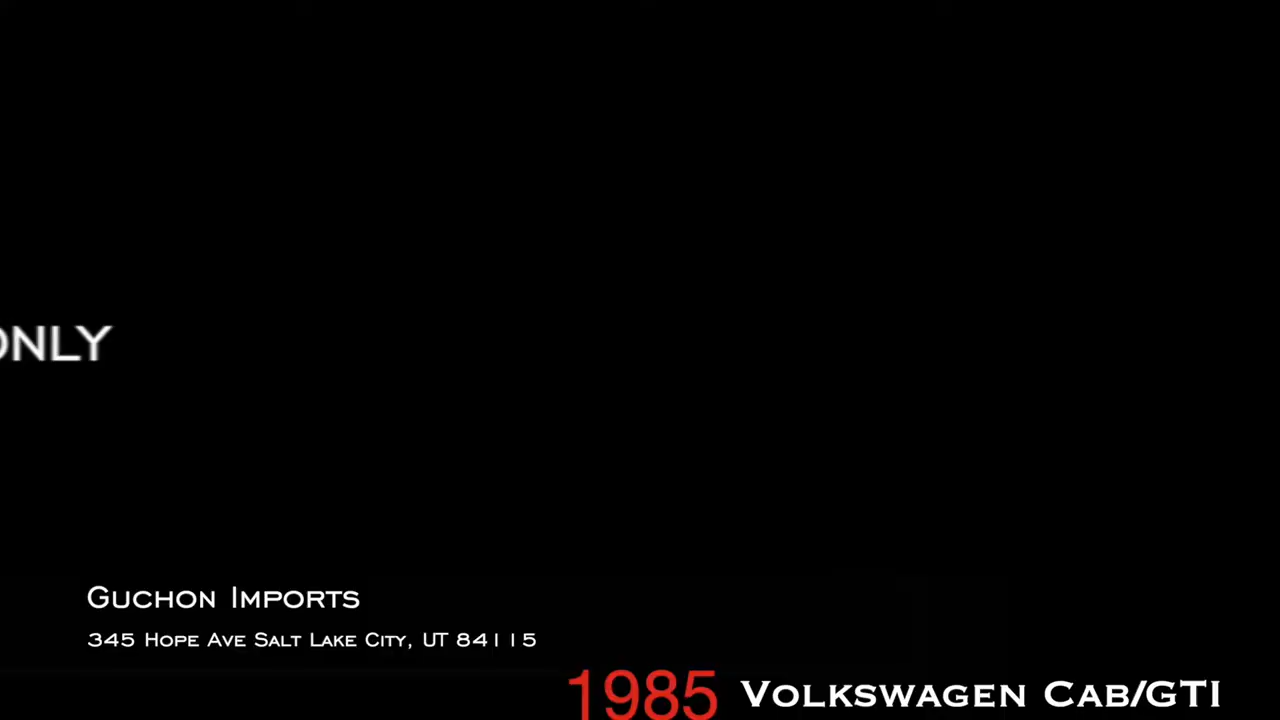 ONLY
Guchon Imports
345 Hope Ave Salt Lake City, UT 84115
1985 Volkswagen Cab/GTI